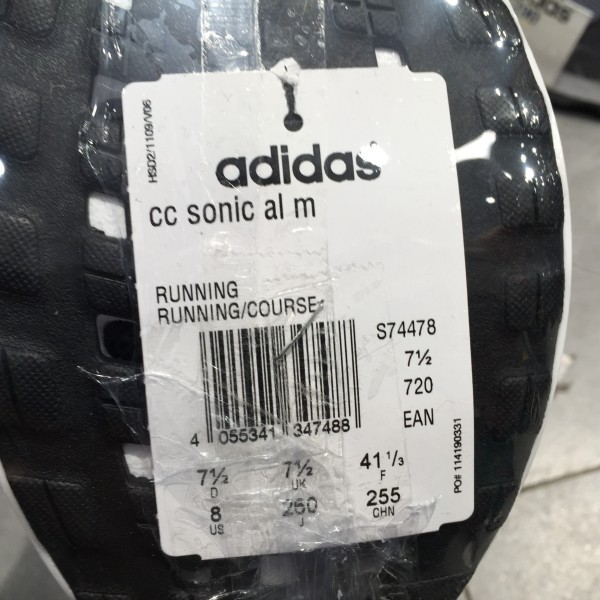 HSD2/1109/V06
adidas
cc sonic al m
RUNNING
RUNNING/COURSE
S74478
7½
720
EAN
4 055341 347488
7½ 7½ 41 1/3
D UK F
8 260 255
US J CHN
PO# 114190331